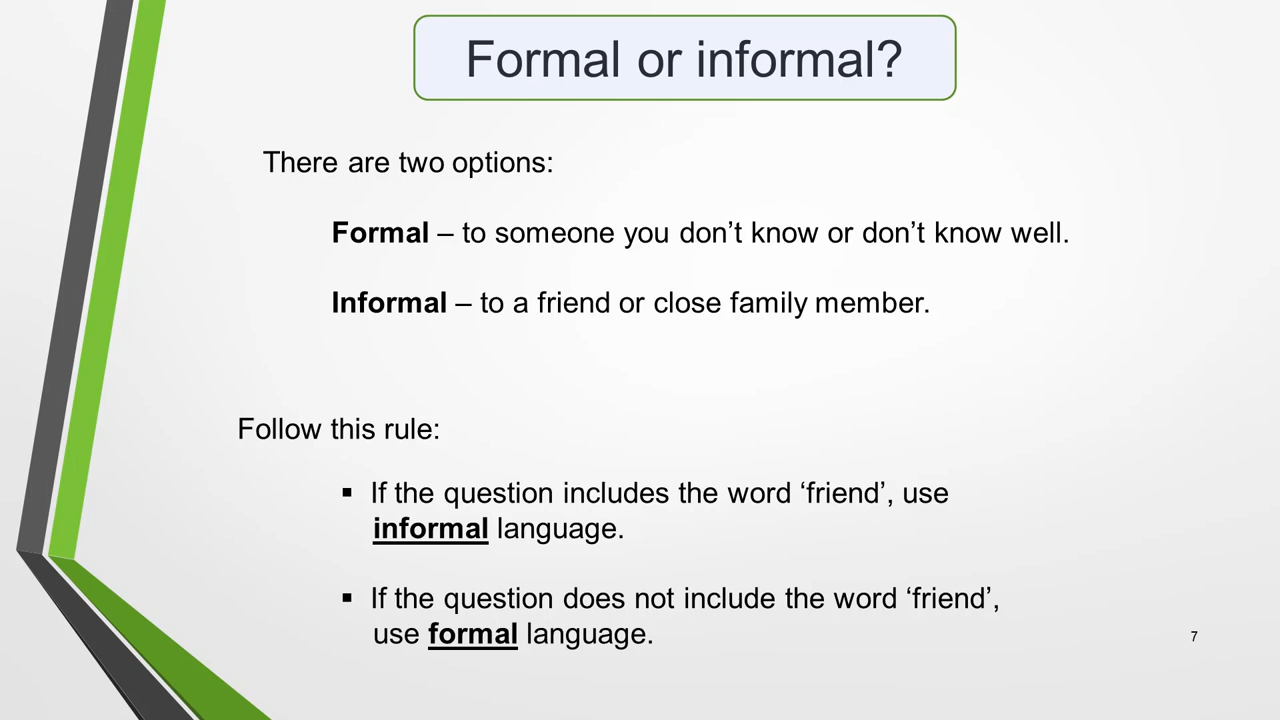 Formal or informal?
There are two options:
Formal – to someone you don’t know or don’t know well.
Informal – to a friend or close family member.
Follow this rule:
▪ If the question includes the word ‘friend’, use
informal language.
▪ If the question does not include the word ‘friend’,
use formal language.
7